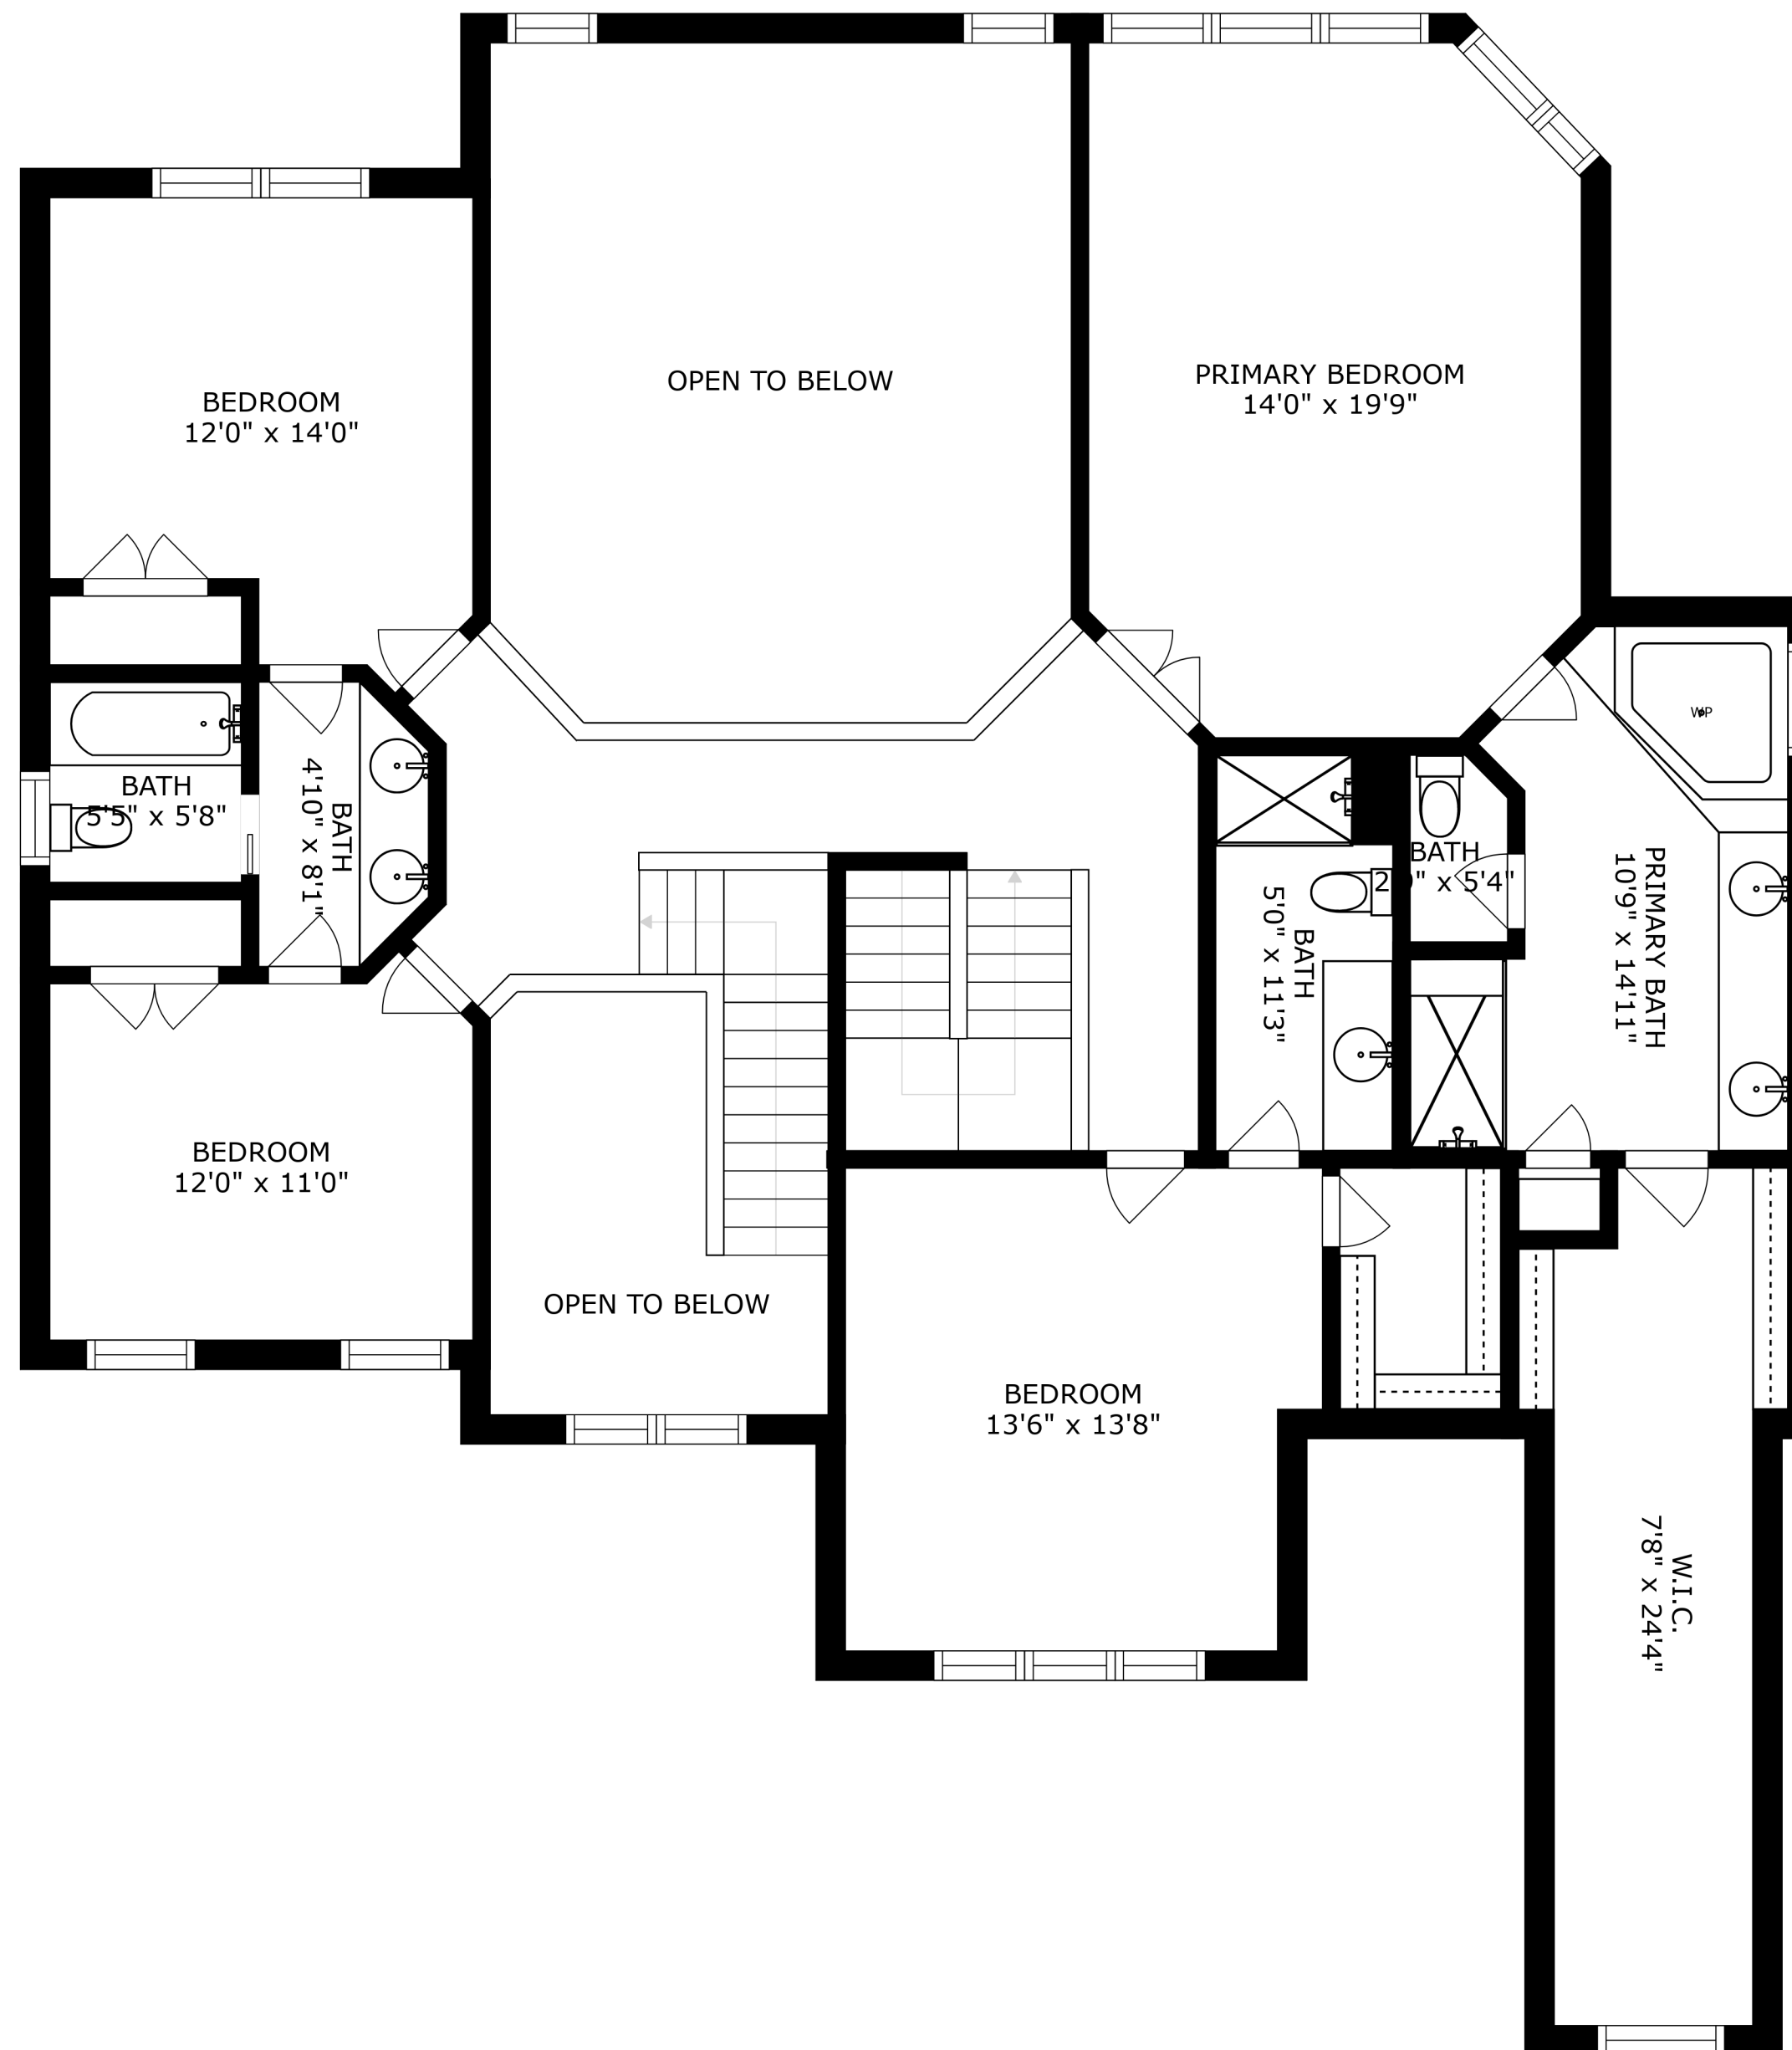 OPEN TO BELOW
PRIMARY BEDROOM
14'0" x 19'9"
BEDROOM
12'0" x 14'0"
WP
BATH
5'5" x 5'8"
BATH
4'10" x 8'1"
BATH
5'0" x 11'3"
BATH
x 5'4"
PRIMARY BATH
10'9" x 14'11"
BEDROOM
12'0" x 11'0"
OPEN TO BELOW
BEDROOM
13'6" x 13'8"
W.I.C.
7'8" x 24'4"